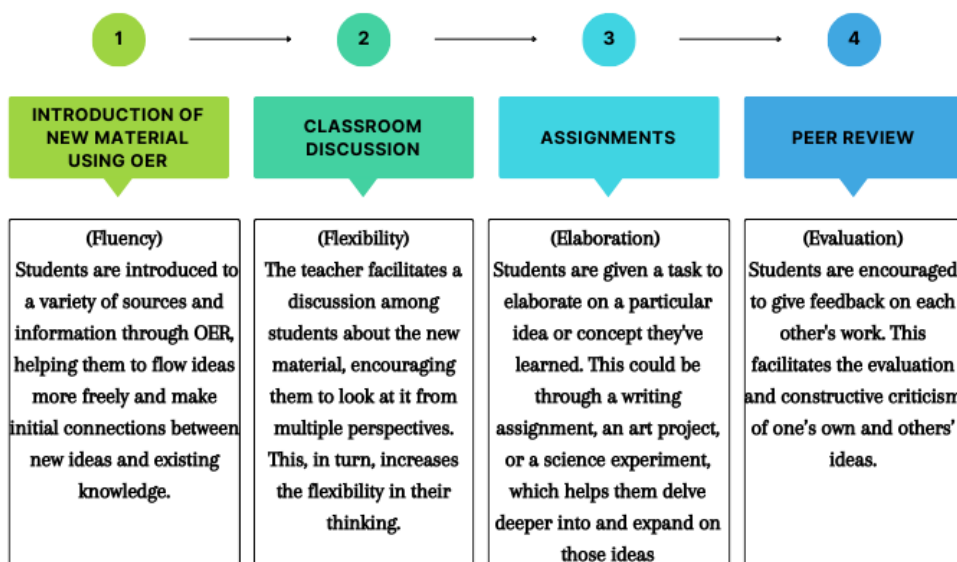 1
2
3
4
INTRODUCTION OF
NEW MATERIAL
USING OER
CLASSROOM
DISCUSSION
ASSIGNMENTS
PEER REVIEW
(Fluency)
Students are introduced to
a variety of sources and
information through OER,
helping them to flow ideas
more freely and make
initial connections between
new ideas and existing
knowledge.
(Flexibility)
The teacher facilitates a
discussion among
students about the new
material, encouraging
them to look at it from
multiple perspectives.
This, in turn, increases
the flexibility in their
thinking.
(Elaboration)
Students are given a task to
elaborate on a particular
idea or concept they've
learned. This could be
through a writing
assignment, an art project,
or a science experiment,
which helps them delve
deeper into and expand on
those ideas
(Evaluation)
Students are encouraged
to give feedback on each
other's work. This
facilitates the evaluation
and constructive criticism
of one's own and others'
ideas.